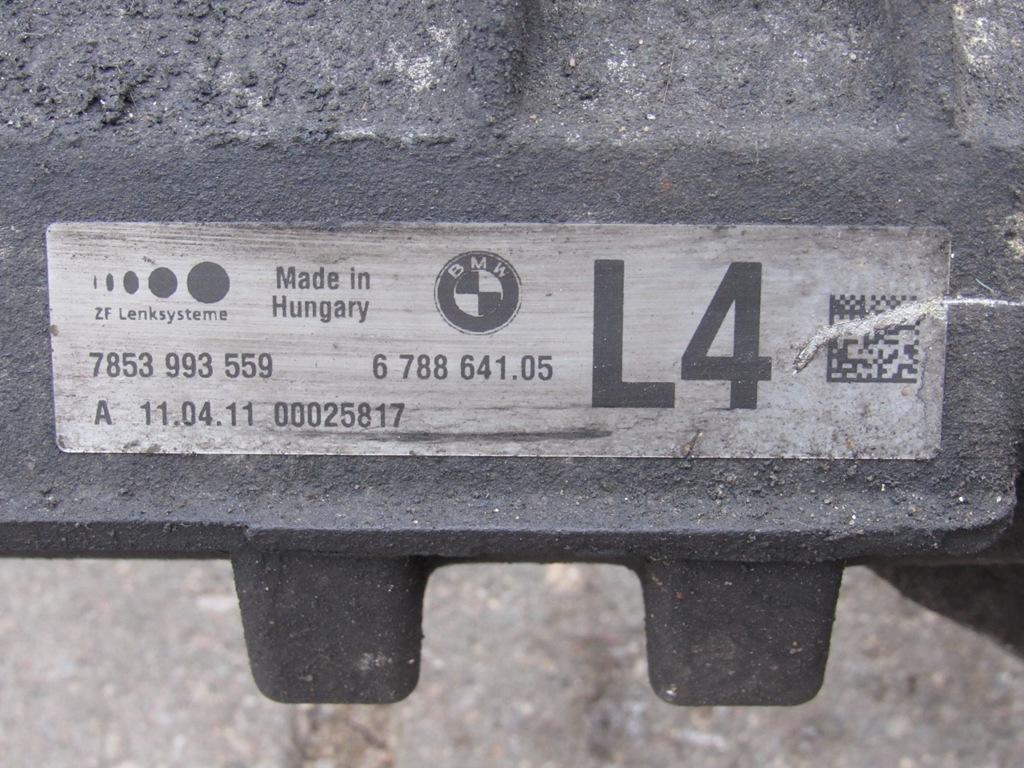 ZF Lenksysteme
Made in
Hungary
BMW
L4
7853 993 559 6 788 641.05
A 11.04.11 00025817